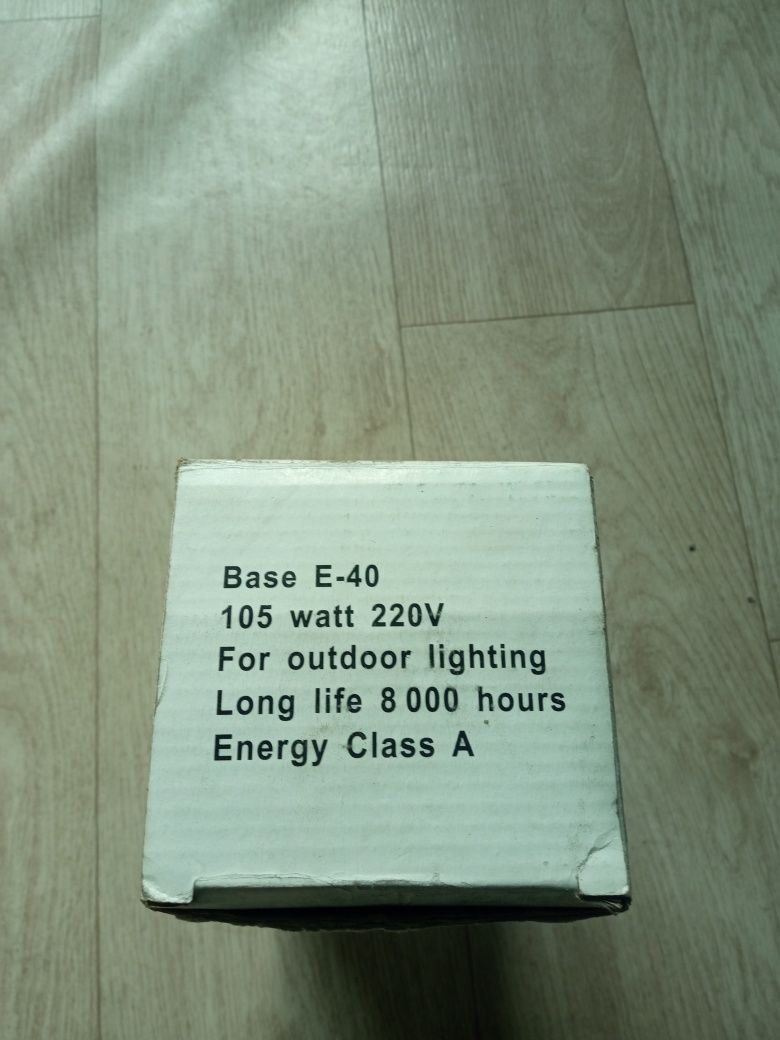 Base E-40
105 watt 220V
For outdoor lighting
Long life 8 000 hours
Energy Class A